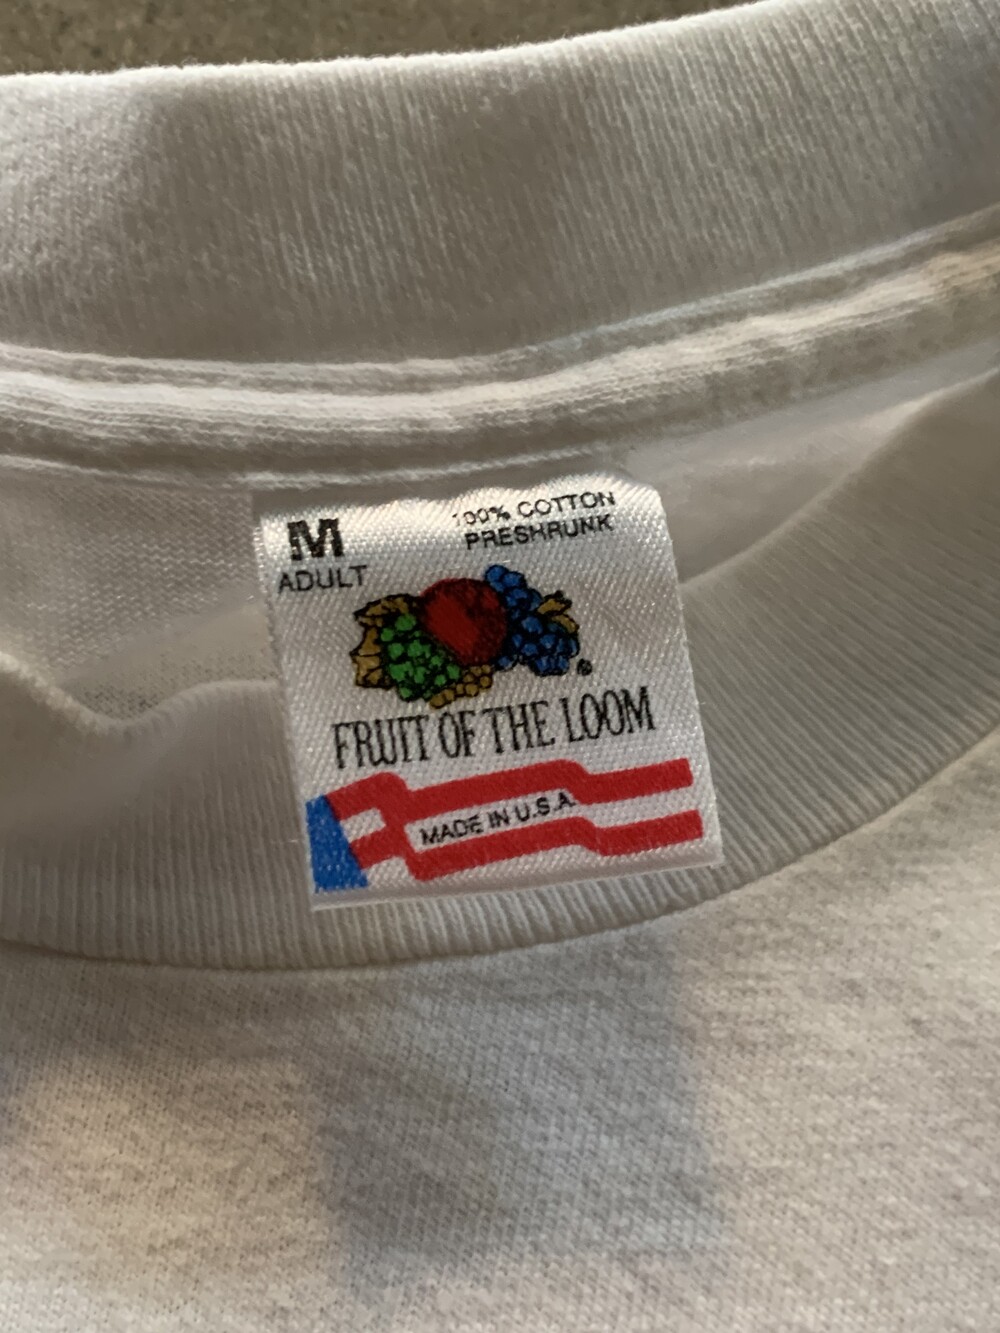 M
ADULT
100% COTTON
PRESHRUNK
®
FRUIT OF THE LOOM
MADE IN U.S.A.